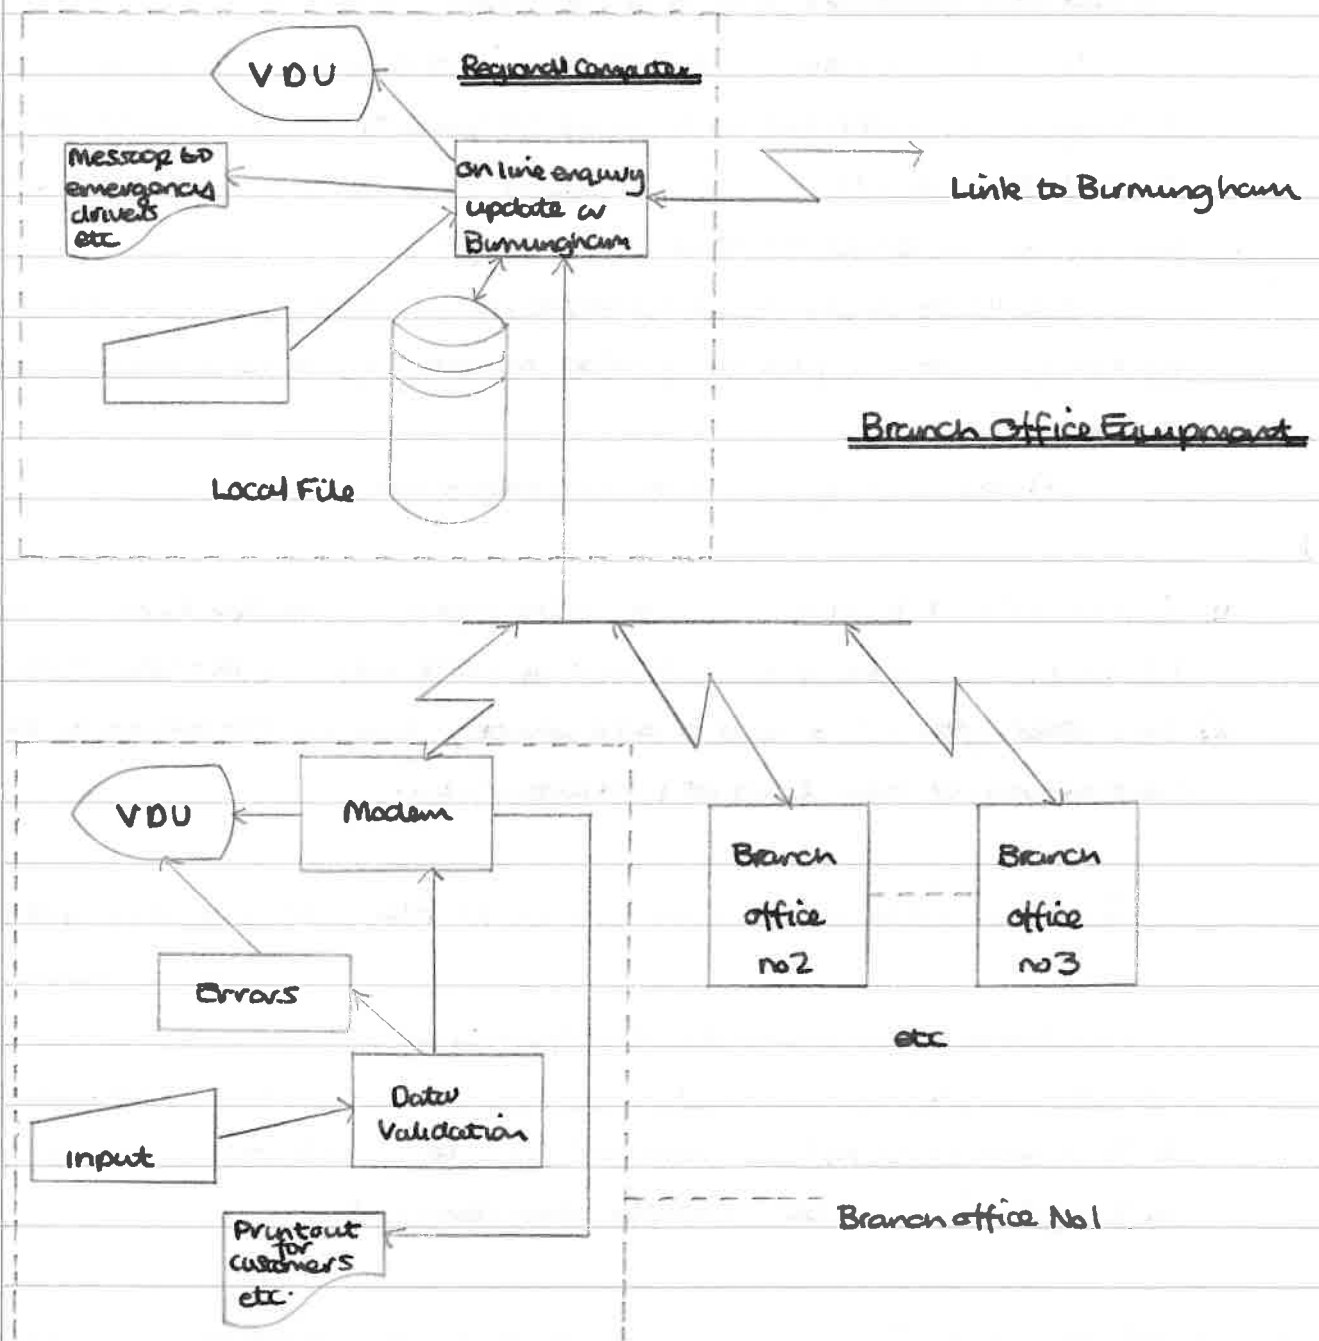 VDU
Regional Computer
Message to
emergency
drivers
etc
on line enquiry
update or
Birmingham
Link to Birmingham
Branch Office Equipment
Local File
VDU
Modem
Branch
office
no2
Branch
office
no3
Errors
etc
Data
Validation
input
Branch office No1
Printout
for
customers
etc.